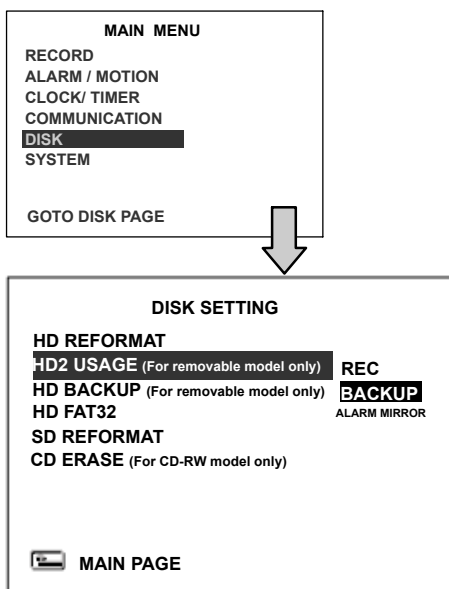 MAIN MENU
RECORD
ALARM / MOTION
CLOCK/ TIMER
COMMUNICATION
DISK
SYSTEM
GOTO DISK PAGE
DISK SETTING
HD REFORMAT
HD2 USAGE (For removable model only) REC
HD BACKUP (For removable model only) BACKUP
HD FAT32 ALARM MIRROR
SD REFORMAT
CD ERASE (For CD-RW model only)
MAIN PAGE